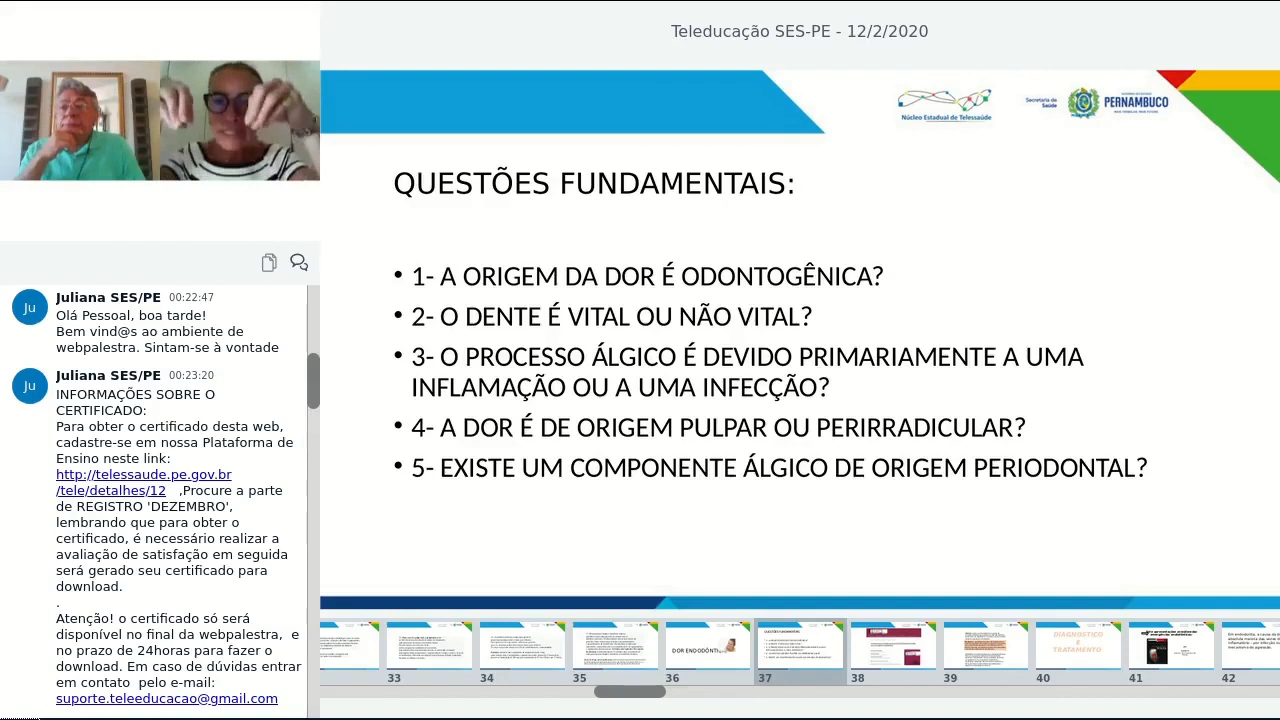 Teleducação SES-PE - 12/2/2020
Núcleo Estadual de Telessaúde
Secretaria da
Saúde
PERNAMBUCO
QUESTÕES FUNDAMENTAIS:
• 1- A ORIGEM DA DOR É ODONTOGÊNICA?
• 2- O DENTE É VITAL OU NÃO VITAL?
• 3- O PROCESSO ÁLGICO É DEVIDO PRIMARIAMENTE A UMA
INFLAMAÇÃO OU A UMA INFECÇÃO?
• 4- A DOR É DE ORIGEM PULPAR OU PERIRRADICULAR?
• 5- EXISTE UM COMPONENTE ÁLGICO DE ORIGEM PERIODONTAL?
Ju
Juliana SES/PE 00:22:47
Olá Pessoal, boa tarde!
Bem vind@s ao ambiente de
webpalestra. Sintam-se à vontade
Ju
Juliana SES/PE 00:23:20
INFORMAÇÕES SOBRE O
CERTIFICADO:
Para obter o certificado desta web,
cadastre-se em nossa Plataforma de
Ensino neste link:
http://telessaude.pe.gov.br
/tele/detalhes/12 ,Procure a parte
de REGISTRO 'DEZEMBRO',
lembrando que para obter o
certificado, é necessário realizar a
avaliação de satisfação em seguida
será gerado seu certificado para
download.
.
Atenção! o certificado só será
disponível no final da webpalestra, e
no prazo de 24horas para fazer o
download. Em caso de dúvidas entrar
em contato pelo e-mail:
suporte.teleeducacao@gmail.com
DIAGNÓSTICO
E
TRATAMENTO
33 34 35 36 37 38 39 40 41 42